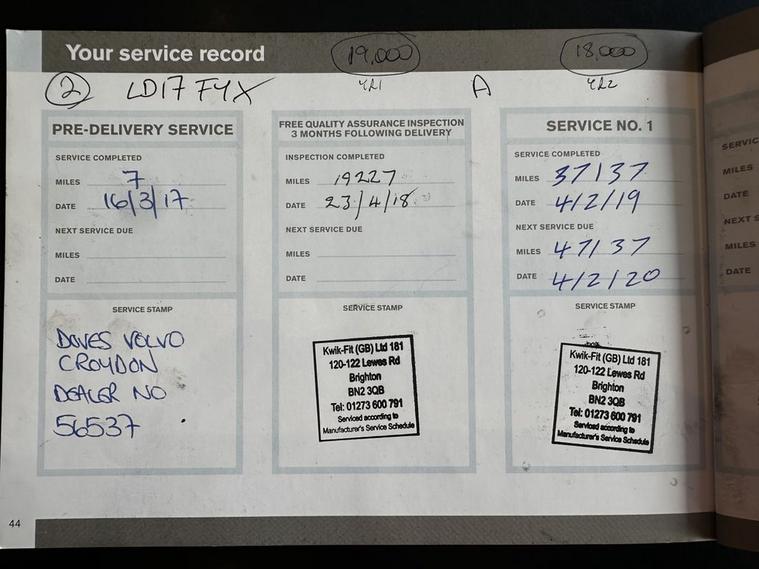 Your service record
19,000
18,000
2 LD17 FYX
YR1
A
YR2
PRE-DELIVERY SERVICE
SERVICE COMPLETED
MILES 7
DATE 16/3/17
NEXT SERVICE DUE
MILES
DATE
SERVICE STAMP
DOVES VOLVO
CROYDON
DEALER NO
56537
FREE QUALITY ASSURANCE INSPECTION
3 MONTHS FOLLOWING DELIVERY
INSPECTION COMPLETED
MILES 19227
DATE 23/4/18
NEXT SERVICE DUE
MILES
DATE
SERVICE STAMP
Kwik-Fit (GB) Ltd 181
120-122 Lewes Rd
Brighton
BN2 3QB
Tel: 01273 600 791
Serviced according to
Manufacturer's Service Schedule
SERVICE NO. 1
SERVICE COMPLETED
MILES 37137
DATE 4/2/19
NEXT SERVICE DUE
MILES 47137
DATE 4/2/20
SERVICE STAMP
Kwik-Fit (GB) Ltd 181
120-122 Lewes Rd
Brighton
BN2 3QB
Tel: 01273 600 791
Serviced according to
Manufacturer's Service Schedule
MILES
DATE
NEXT S
MILES
DATE
44